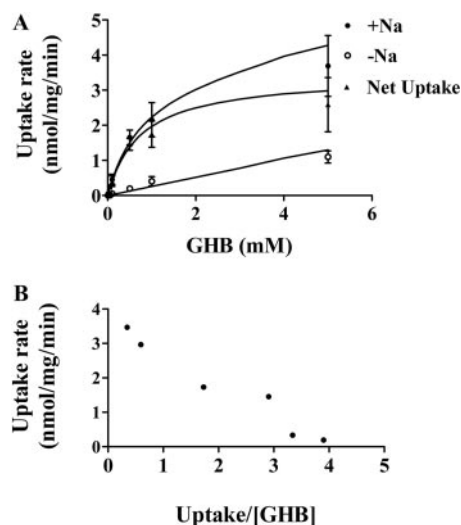 A
+Na
-Na
Net Uptake
Uptake rate
(nmol/mg/min)
5
4
3
2
1
0
0 2 4 6
GHB (mM)
B
Uptake rate
(nmol/mg/min)
4
3
2
1
0
0 1 2 3 4 5
Uptake/[GHB]